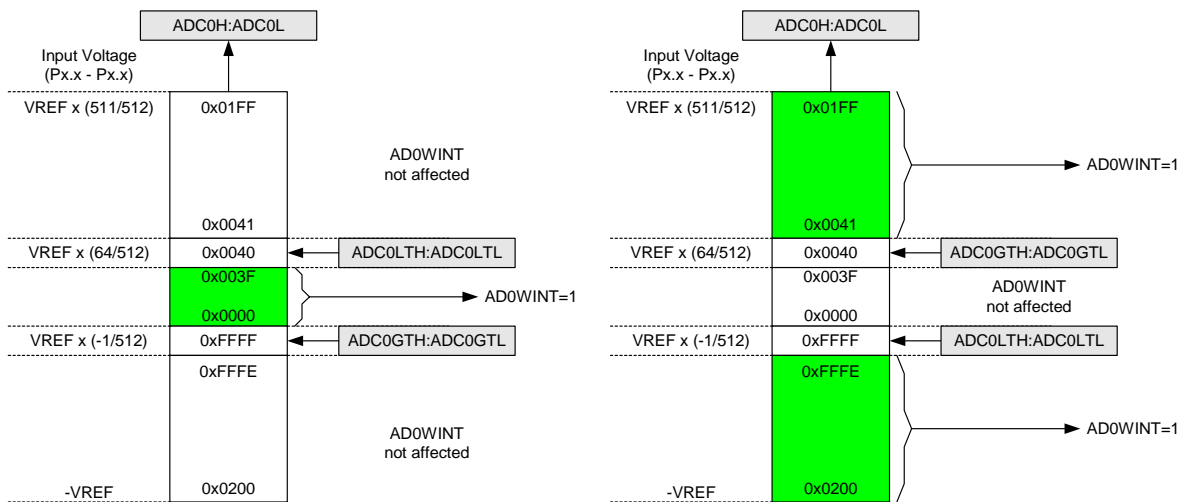 ADC0H:ADC0L
Input Voltage
(Px.x - Px.x)
VREF x (511/512)
0x01FF
AD0WINT
not affected
0x0041
VREF x (64/512)
0x0040
ADC0LTH:ADC0LTL
0x003F
AD0WINT=1
0x0000
VREF x (-1/512)
0xFFFF
ADC0GTH:ADC0GTL
0xFFFE
AD0WINT
not affected
-VREF
0x0200
ADC0H:ADC0L
Input Voltage
(Px.x - Px.x)
VREF x (511/512)
0x01FF
AD0WINT=1
0x0041
VREF x (64/512)
0x0040
ADC0GTH:ADC0GTL
0x003F
AD0WINT
not affected
0x0000
VREF x (-1/512)
0xFFFF
ADC0LTH:ADC0LTL
0xFFFE
AD0WINT=1
-VREF
0x0200